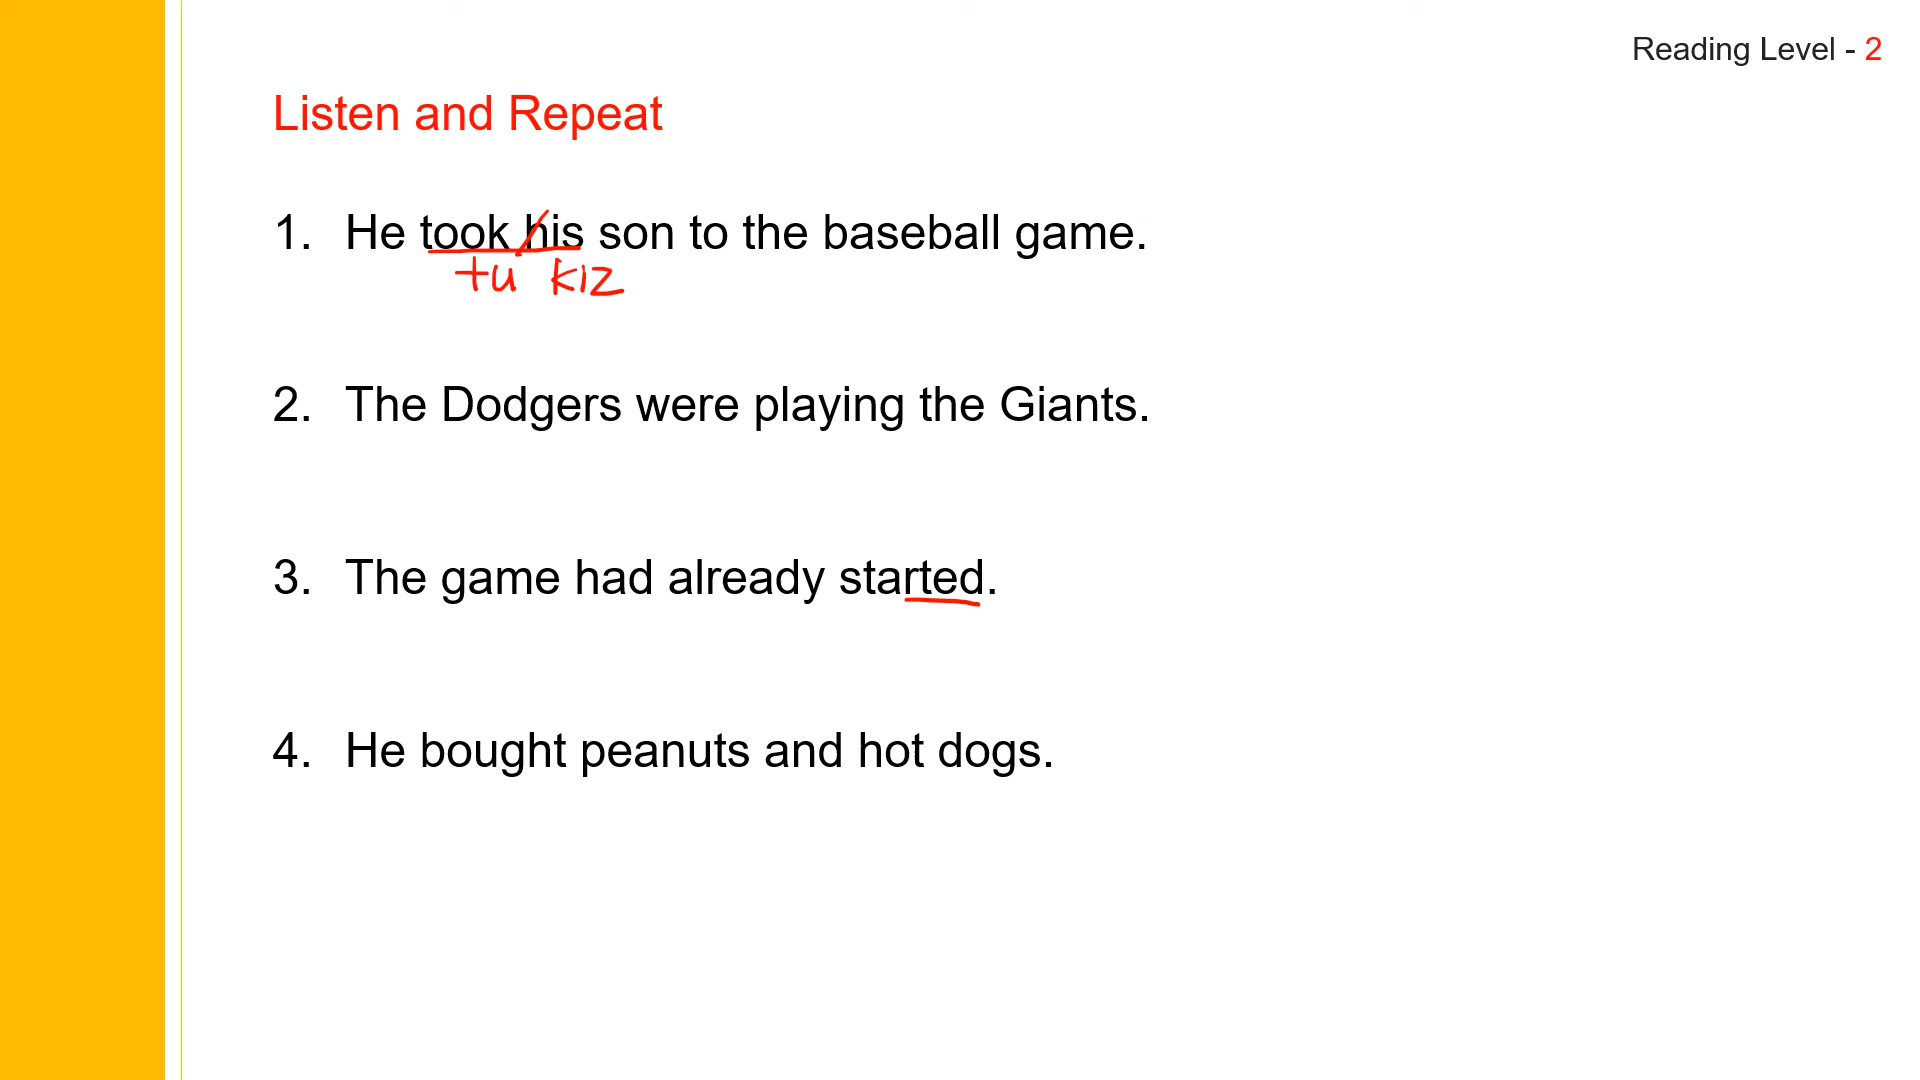 Reading Level - 2
Listen and Repeat
1. He took his son to the baseball game.
tu kiz
2. The Dodgers were playing the Giants.
3. The game had already started.
4. He bought peanuts and hot dogs.